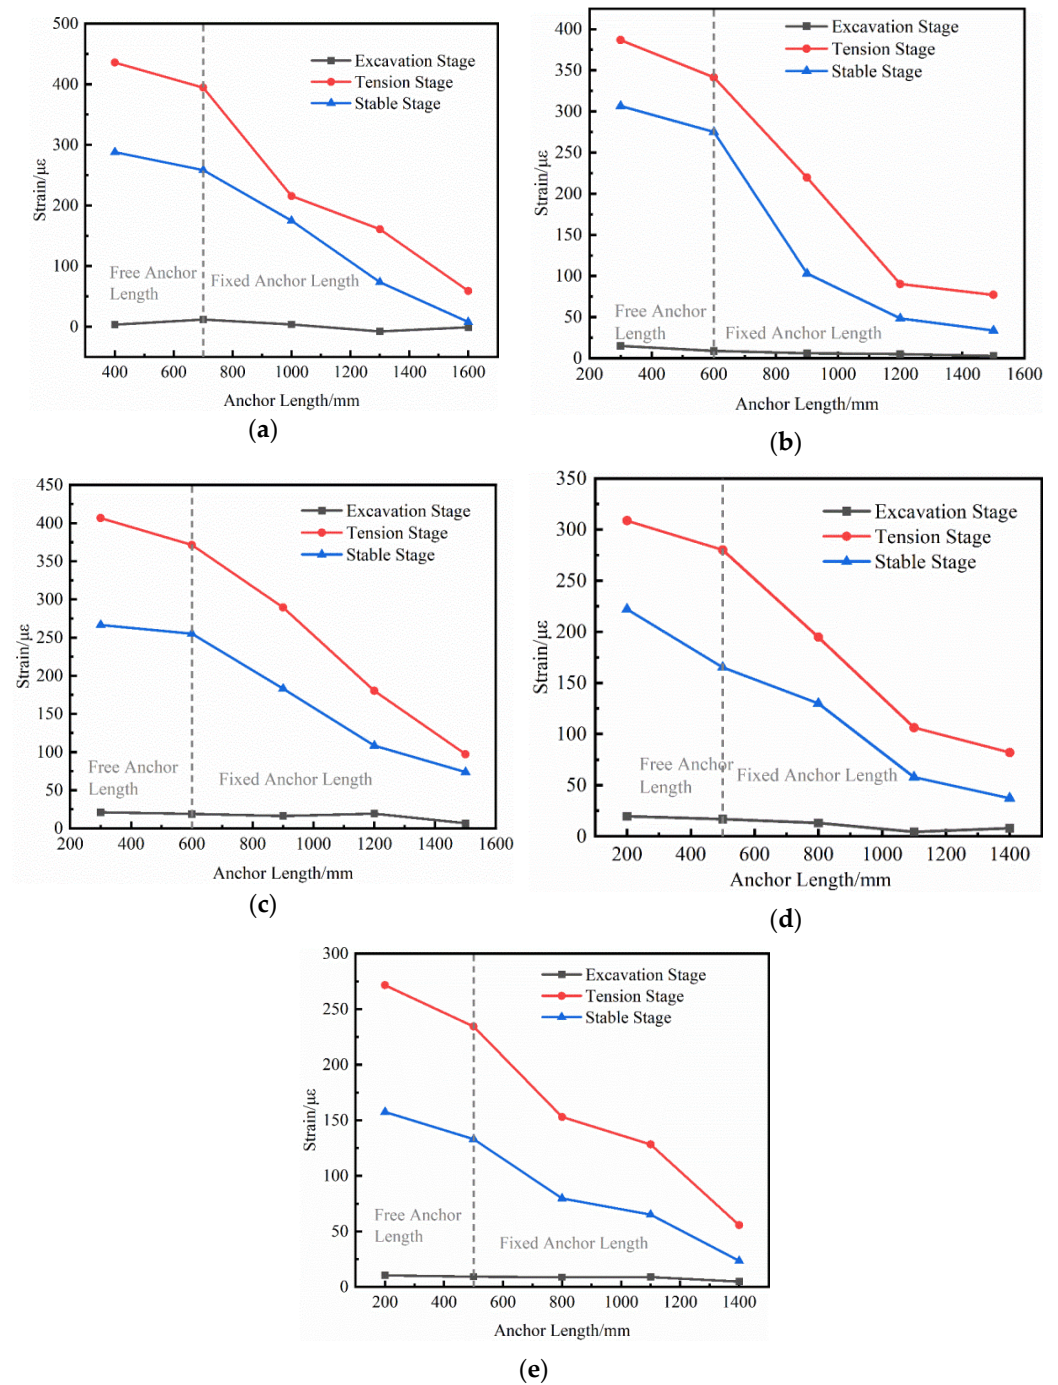 500
400
300
200
100
0
Strain/με
Excavation Stage
Tension Stage
Stable Stage
Free Anchor
Length
Fixed Anchor Length
400 600 800 1000 1200 1400 1600
Anchor Length/mm
(a)
400
350
300
250
200
150
100
50
0
Strain/με
Excavation Stage
Tension Stage
Stable Stage
Free Anchor
Length
Fixed Anchor Length
200 400 600 800 1000 1200 1400 1600
Anchor Length/mm
(b)
450
400
350
300
250
200
150
100
50
0
Strain/με
Excavation Stage
Tension Stage
Stable Stage
Free Anchor
Length
Fixed Anchor Length
200 400 600 800 1000 1200 1400 1600
Anchor Length/mm
(c)
350
300
250
200
150
100
50
0
Strain/με
Excavation Stage
Tension Stage
Stable Stage
Free Anchor
Length
Fixed Anchor Length
200 400 600 800 1000 1200 1400
Anchor Length/mm
(d)
300
250
200
150
100
50
0
Strain/με
Excavation Stage
Tension Stage
Stable Stage
Free Anchor
Length
Fixed Anchor Length
200 400 600 800 1000 1200 1400
Anchor Length/mm
(e)